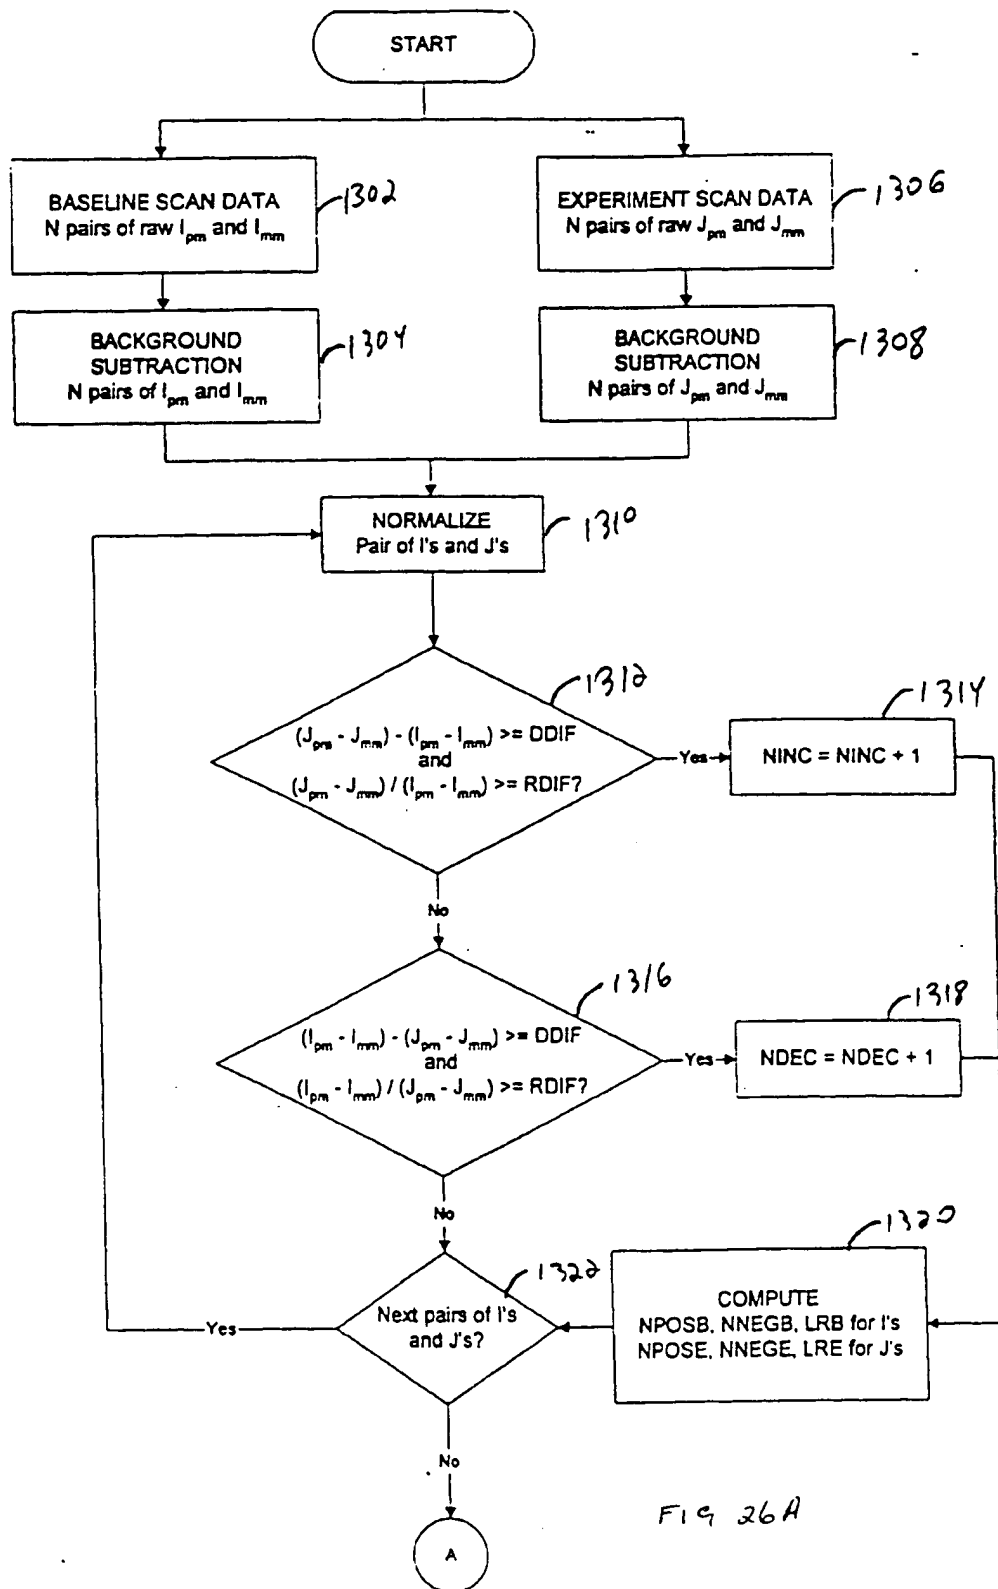 START
BASELINE SCAN DATA
N pairs of raw Ipm and Imm
1302
EXPERIMENT SCAN DATA
N pairs of raw Jpm and Jmm
1306
BACKGROUND
SUBTRACTION
N pairs of Ipm and Imm
1304
BACKGROUND
SUBTRACTION
N pairs of Jpm and Jmm
1308
NORMALIZE
Pair of I's and J's
1310
1312
(Jpm - Jmm) - (Ipm - Imm) >= DDIF
and
(Jpm - Jmm) / (Ipm - Imm) >= RDIF?
Yes
1314
NINC = NINC + 1
No
1316
(Ipm - Imm) - (Jpm - Jmm) >= DDIF
and
(Ipm - Imm) / (Jpm - Jmm) >= RDIF?
Yes
1318
NDEC = NDEC + 1
No
1322
Next pairs of I's
and J's?
Yes
1320
COMPUTE
NPOSB, NNEGB, LRB for I's
NPOSE, NNEGE, LRE for J's
No
A
FIG 26A